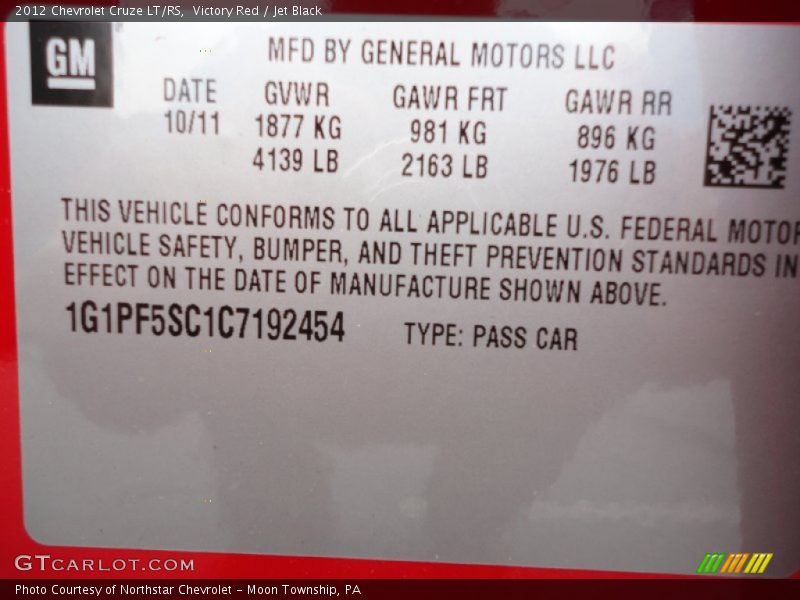 2012 Chevrolet Cruze LT/RS, Victory Red / Jet Black
GM
MFD BY GENERAL MOTORS LLC
DATE GVWR GAWR FRT GAWR RR
10/11 1877 KG 981 KG 896 KG
4139 LB 2163 LB 1976 LB
THIS VEHICLE CONFORMS TO ALL APPLICABLE U.S. FEDERAL MOTOR
VEHICLE SAFETY, BUMPER, AND THEFT PREVENTION STANDARDS IN
EFFECT ON THE DATE OF MANUFACTURE SHOWN ABOVE.
1G1PF5SC1C7192454 TYPE: PASS CAR
GTCARLOT.COM
Photo Courtesy of Northstar Chevrolet - Moon Township, PA